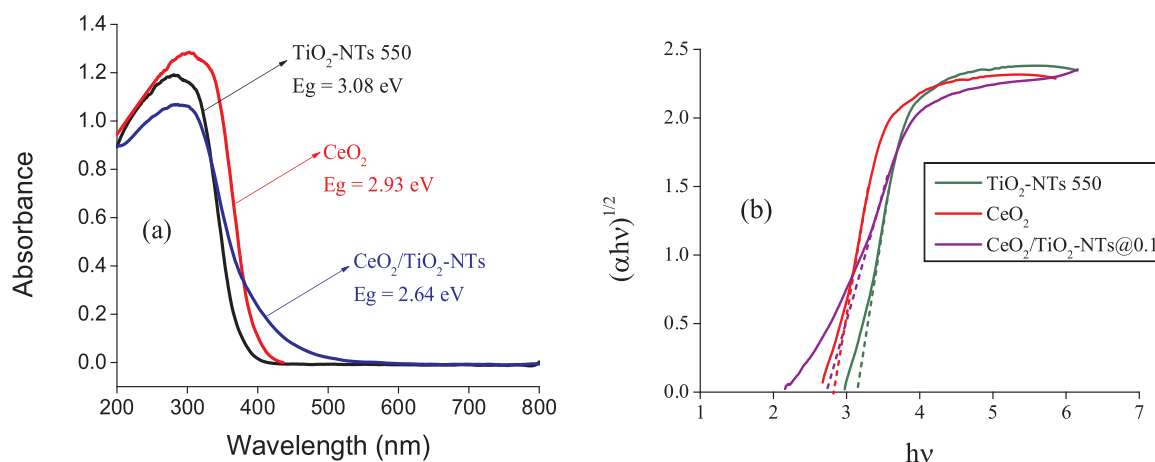 1.4
1.2
1.0
0.8
0.6
0.4
0.2
0.0
Absorbance
200 300 400 500 600 700 800
Wavelength (nm)
(a)
TiO₂-NTs 550
Eg = 3.08 eV
CeO₂
Eg = 2.93 eV
CeO₂/TiO₂-NTs
Eg = 2.64 eV
2.5
2.0
1.5
1.0
0.5
0.0
(αhν)^1/2
1 2 3 4 5 6 7
hν
(b)
TiO₂-NTs 550
CeO₂
CeO₂/TiO₂-NTs@0.1